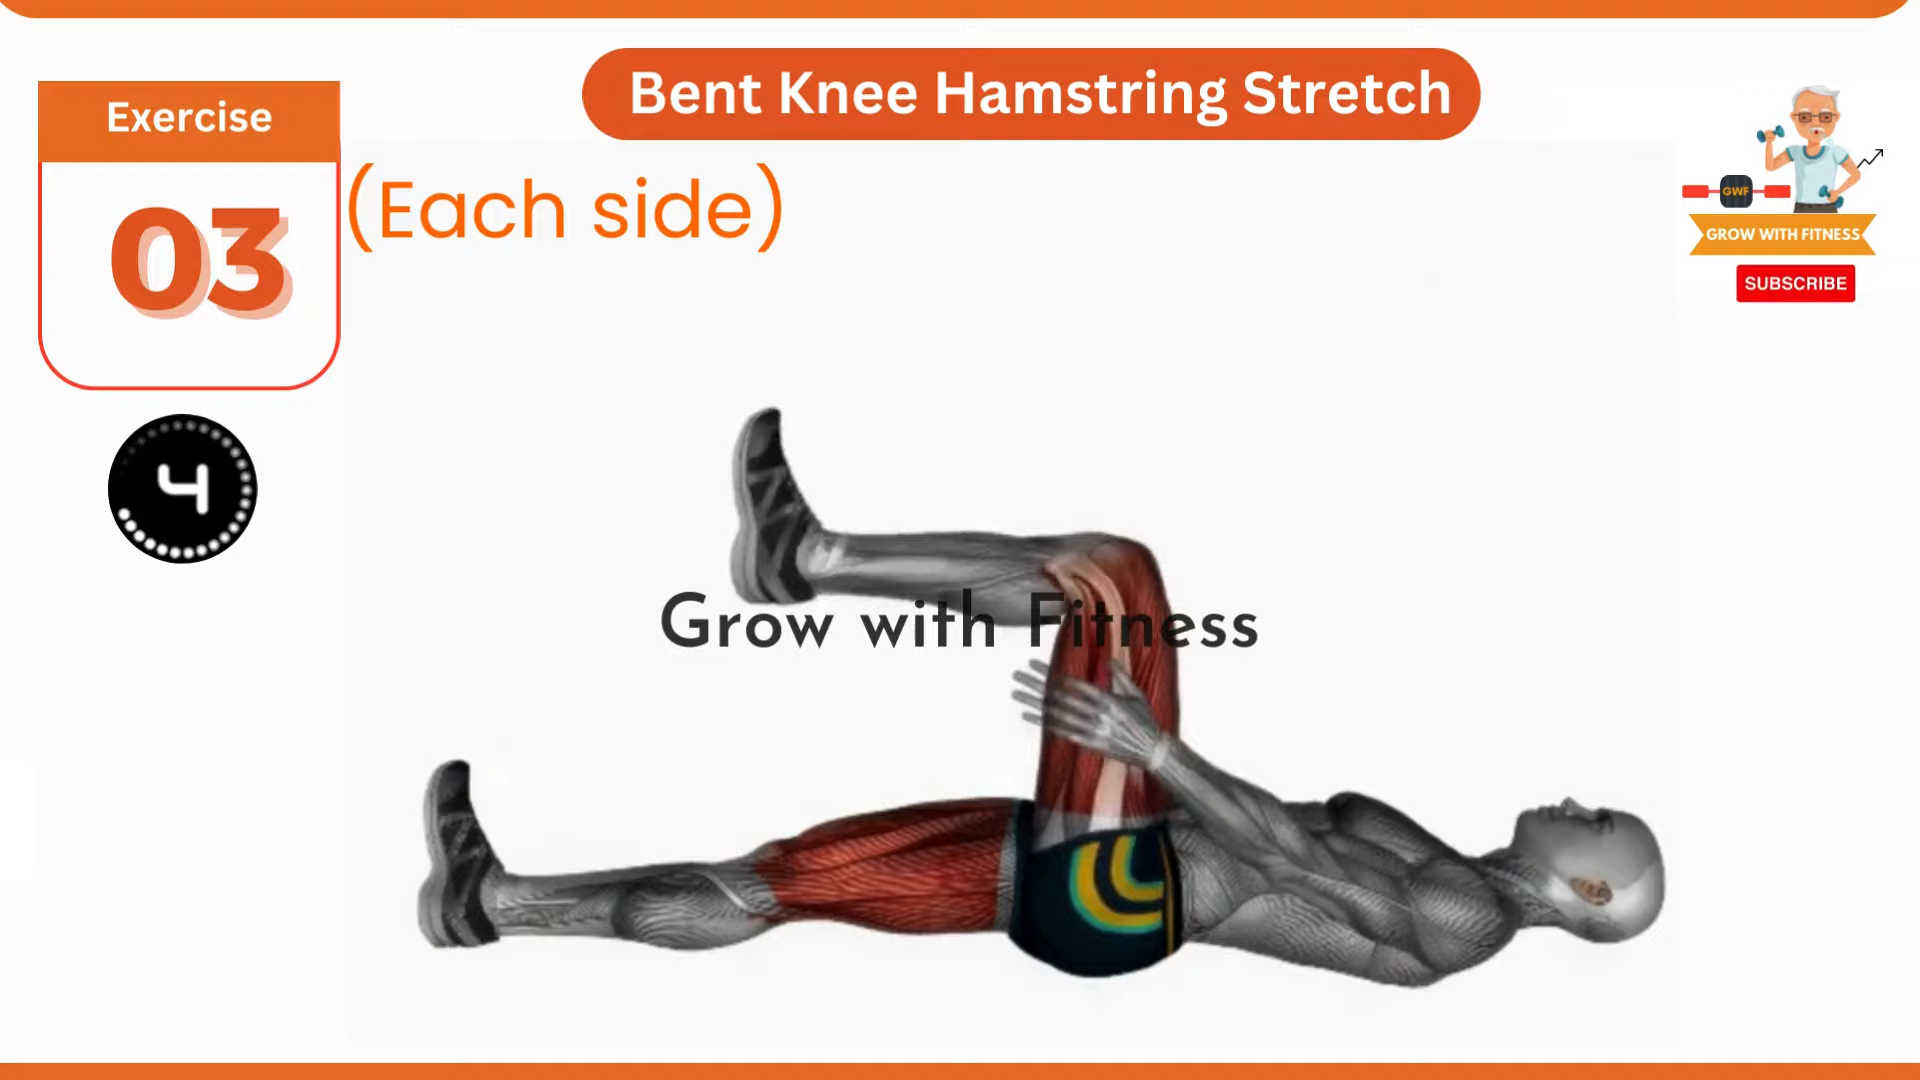 Bent Knee Hamstring Stretch
Exercise
03
(Each side)
GWF
GROW WITH FITNESS
SUBSCRIBE
4
Grow with Fitness